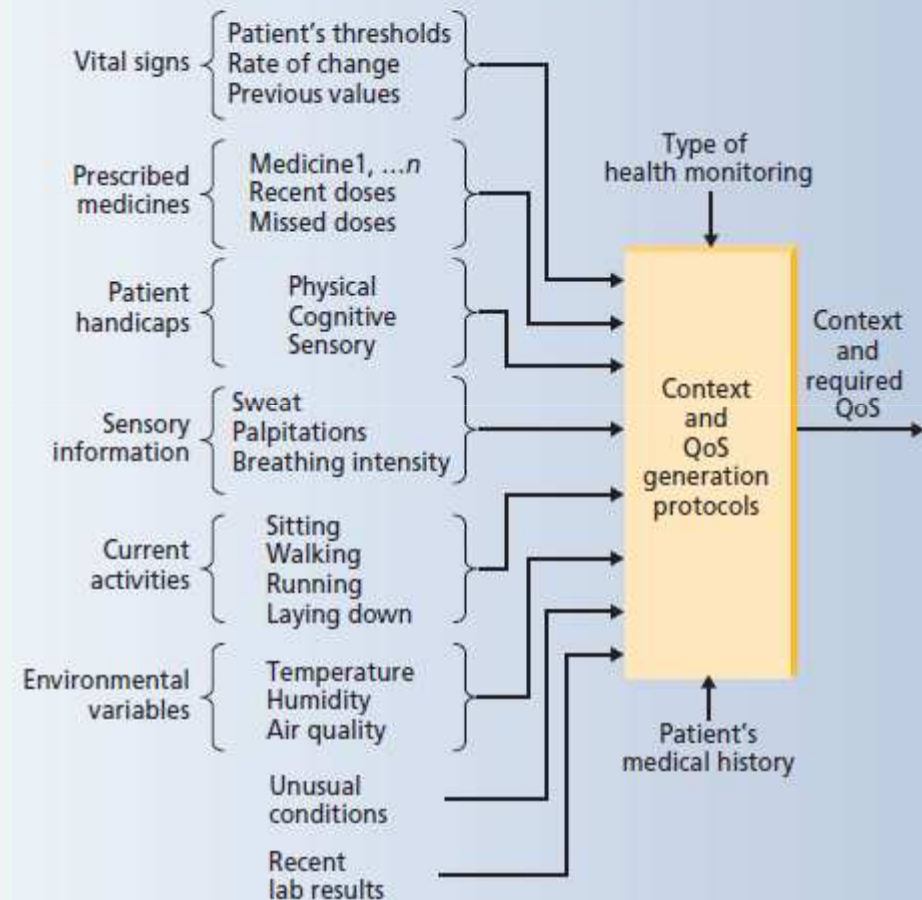 Vital signs
Patient's thresholds
Rate of change
Previous values
Prescribed
medicines
Medicine1, ...n
Recent doses
Missed doses
Patient
handicaps
Physical
Cognitive
Sensory
Sensory
information
Sweat
Palpitations
Breathing intensity
Current
activities
Sitting
Walking
Running
Laying down
Environmental
variables
Temperature
Humidity
Air quality
Unusual
conditions
Recent
lab results
Type of
health monitoring
Context
and
QoS
generation
protocols
Patient's
medical history
Context
and
required
QoS